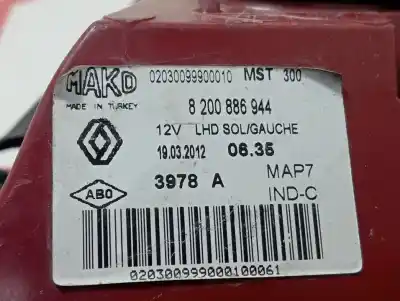 MAKO 02030099900010 MST 300
MADE IN TURKEY
8 200 886 944
12V LHD SOL/GAUCHE
19.03.2012 06.35
ABO 3978 A MAP7
IND-C
020300999000100061